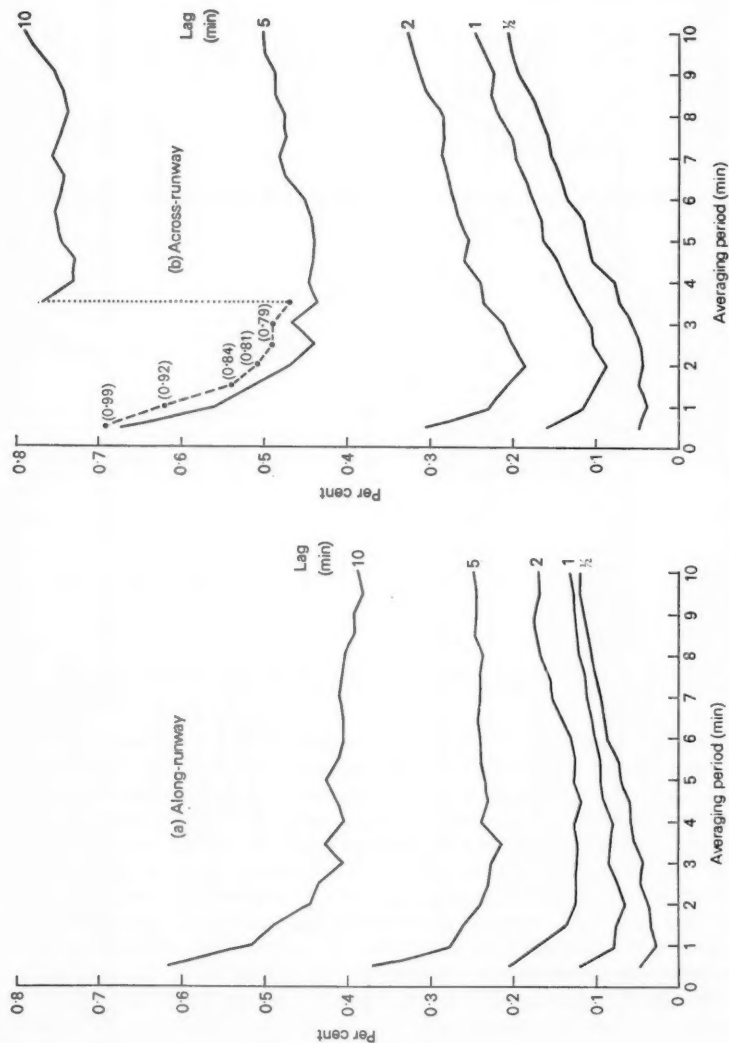 0·8
0·7
0·6
0·5
0·4
0·3
0·2
0·1
0
Per cent
(a) Along-runway
Lag
(min)
10
5
2
1
½
0 1 2 3 4 5 6 7 8 9 10
Averaging period (min)
0·8
0·7
0·6
0·5
0·4
0·3
0·2
0·1
0
Per cent
(b) Across-runway
(0·99)
(0·92)
(0·84)
(0·81)
(0·79)
10
Lag
(min)
5
2
1
½
0 1 2 3 4 5 6 7 8 9 10
Averaging period (min)